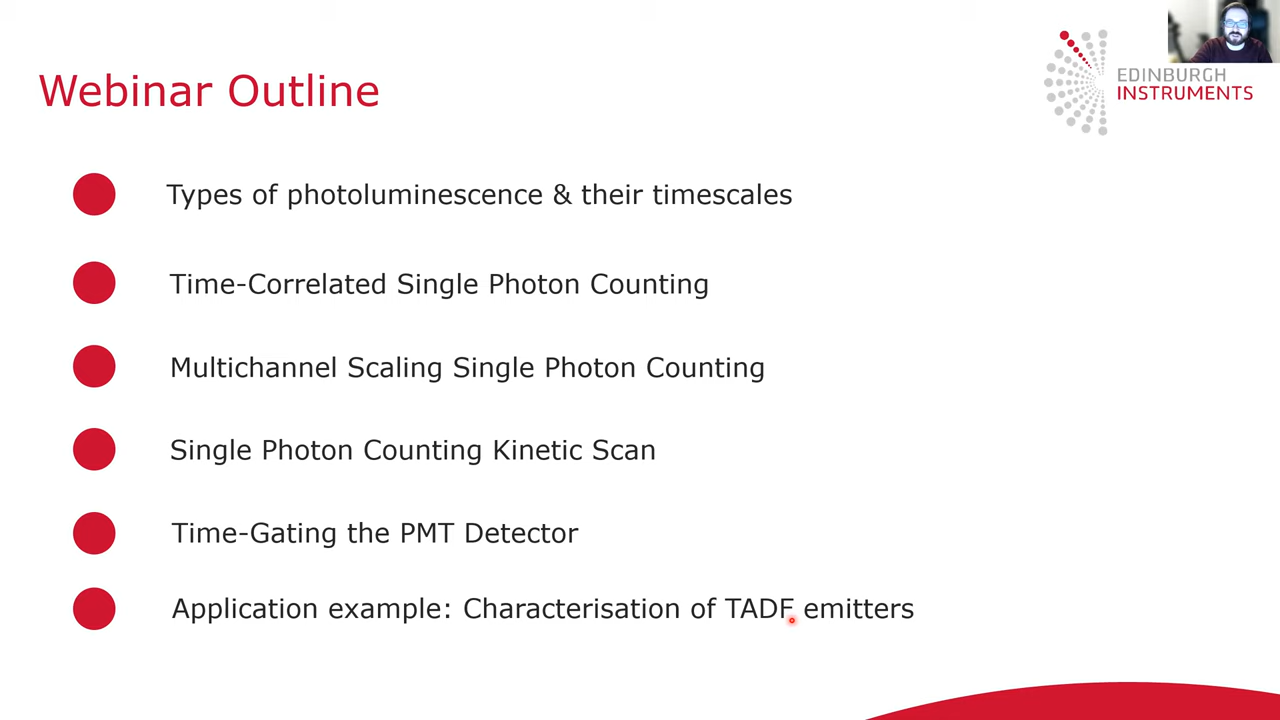 Webinar Outline
EDINBURGH
INSTRUMENTS
Types of photoluminescence & their timescales
Time-Correlated Single Photon Counting
Multichannel Scaling Single Photon Counting
Single Photon Counting Kinetic Scan
Time-Gating the PMT Detector
Application example: Characterisation of TADF emitters